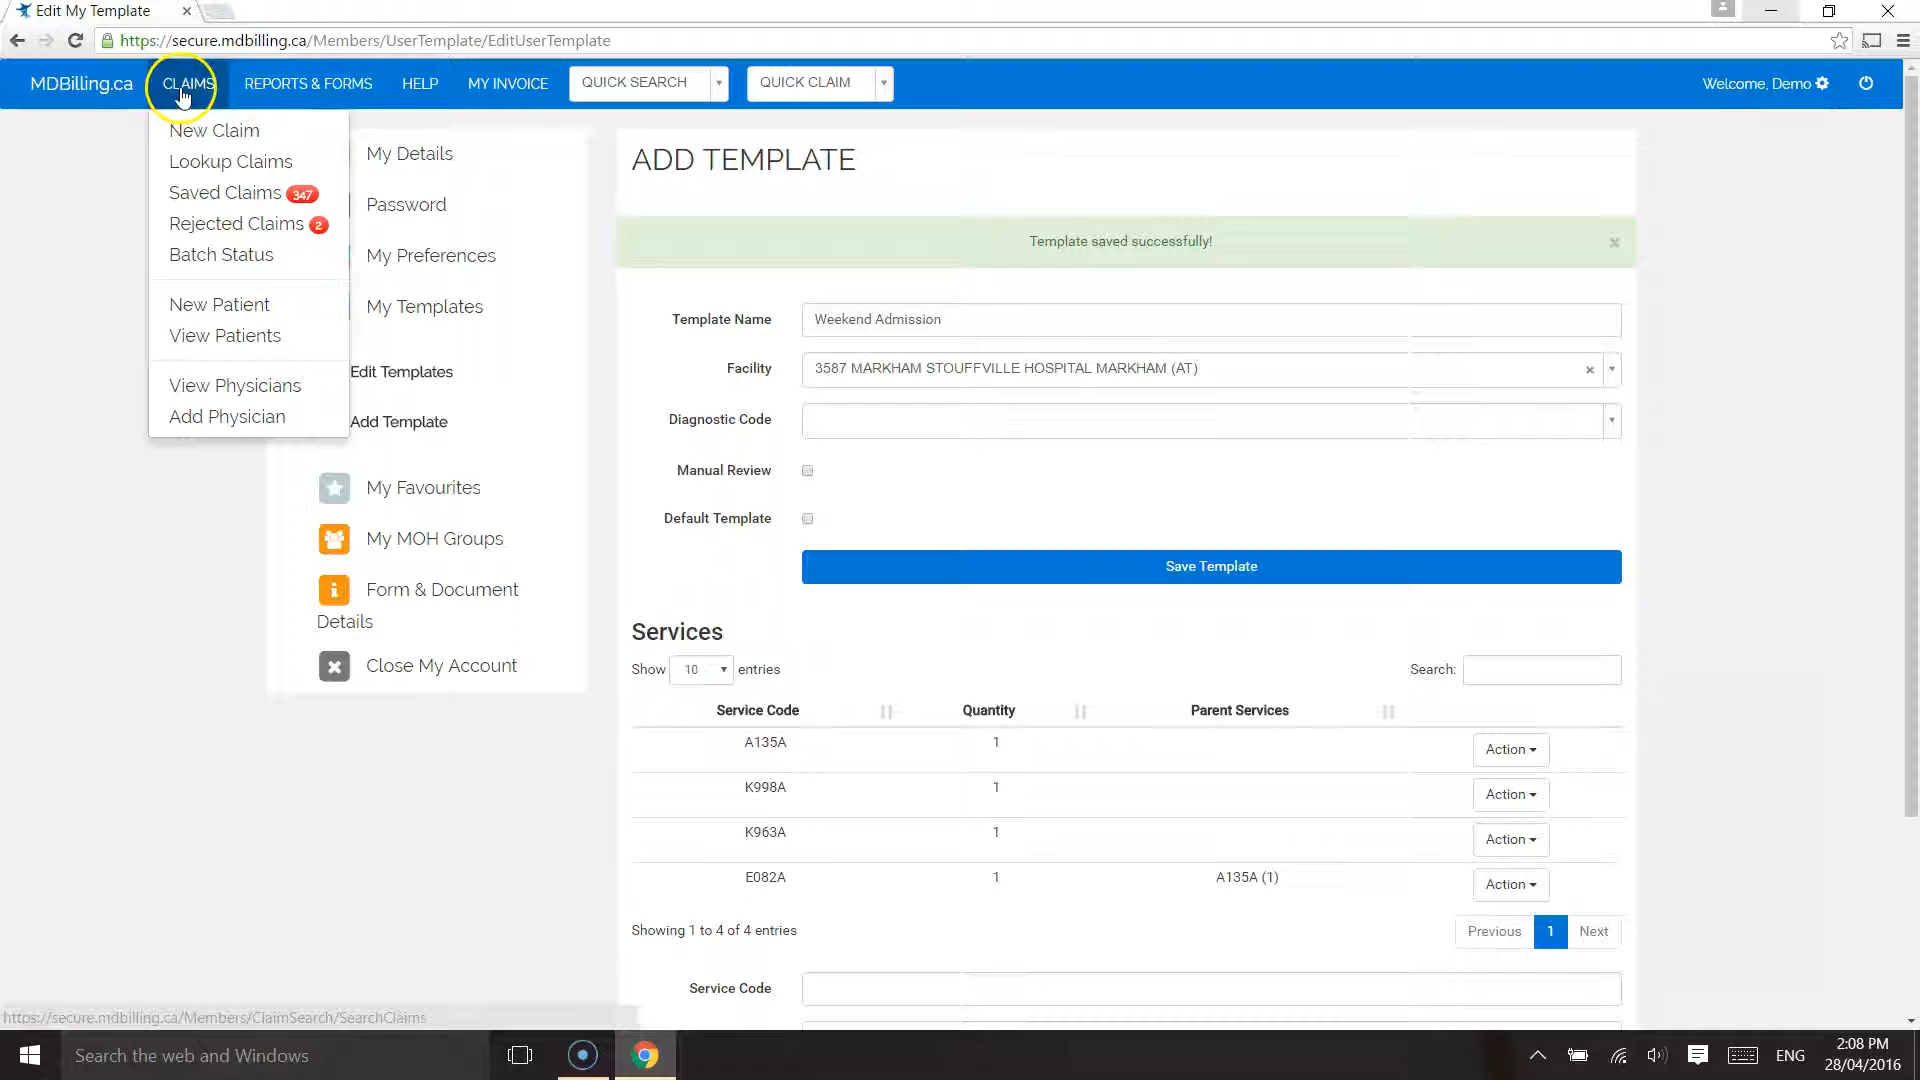 Edit My Template
https://secure.mdbilling.ca/Members/UserTemplate/EditUserTemplate
MDBilling.ca CLAIMS REPORTS & FORMS HELP MY INVOICE QUICK SEARCH QUICK CLAIM Welcome, Demo
New Claim
Lookup Claims
Saved Claims 347
Rejected Claims 2
Batch Status
New Patient
View Patients
View Physicians
Add Physician
My Details
Password
My Preferences
My Templates
Edit Templates
Add Template
My Favourites
My MOH Groups
Form & Document
Details
Close My Account
ADD TEMPLATE
Template saved successfully!
Template Name Weekend Admission
Facility 3587 MARKHAM STOUFFVILLE HOSPITAL MARKHAM (AT)
Diagnostic Code
Manual Review
Default Template
Save Template
Services
Show 10 entries Search:
Service Code Quantity Parent Services
A135A 1 Action
K998A 1 Action
K963A 1 Action
E082A 1 A135A (1) Action
Showing 1 to 4 of 4 entries Previous 1 Next
Service Code
https://secure.mdbilling.ca/Members/ClaimSearch/SearchClaims
Search the web and Windows ENG 2:08 PM
28/04/2016